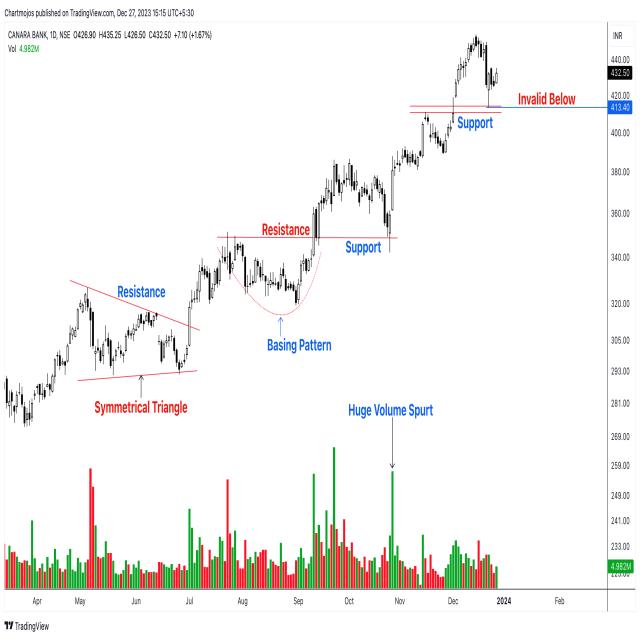 Chartmojos published on TradingView.com, Dec 27, 2023 15:15 UTC+5:30
CANARA BANK, 1D, NSE O426.90 H435.25 L426.50 C432.50 +7.10 (+1.67%)
INR
Vol 4.982M
440.00
432.50
420.00
Invalid Below
413.40
Support
400.00
380.00
360.00
Resistance
Support
340.00
Resistance
320.00
Basing Pattern
305.00
293.00
Symmetrical Triangle
281.00
Huge Volume Spurt
269.00
259.00
249.00
241.00
233.00
4.982M
Apr May Jun Jul Aug Sep Oct Nov Dec 2024 Feb
TradingView